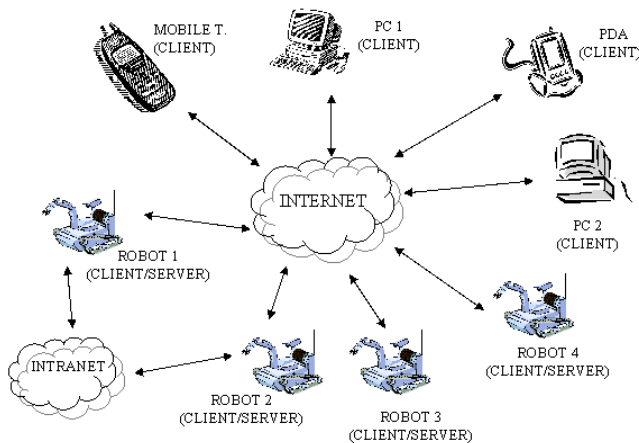 MOBILE T.
(CLIENT)
PC 1
(CLIENT)
PDA
(CLIENT)
INTERNET
PC 2
(CLIENT)
ROBOT 1
(CLIENT/SERVER)
ROBOT 4
(CLIENT/SERVER)
INTRANET
ROBOT 2
(CLIENT/SERVER)
ROBOT 3
(CLIENT/SERVER)